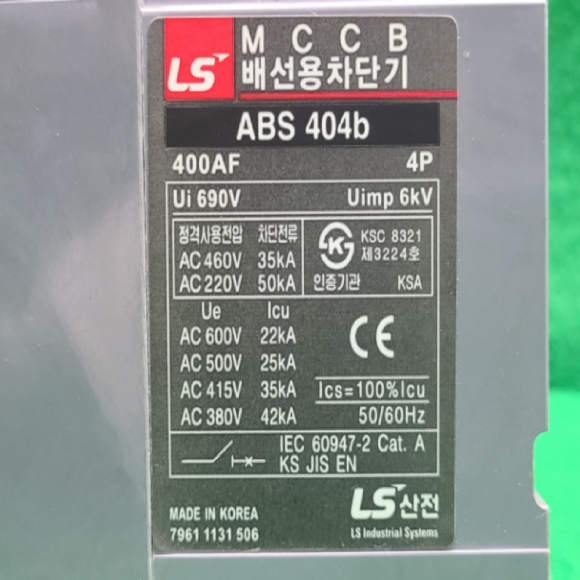 LS
M C C B
배선용차단기
ABS 404b
400AF 4P
Ui 690V Uimp 6kV
정격사용전압 차단전류
AC 460V 35kA
AC 220V 50kA
KSC 8321
제3224호
인증기관 KSA
Ue Icu
AC 600V 22kA
AC 500V 25kA
AC 415V 35kA
AC 380V 42kA
CE
Ics=100%Icu
50/60Hz
IEC 60947-2 Cat. A
KS JIS EN
MADE IN KOREA
7961 1131 506
LS산전
LS Industrial Systems